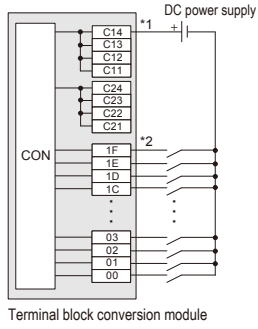 DC power supply
C14 *1 +
C13
C12
C11
C24
C23
C22
C21
*2
CON
1F
1E
1D
1C
03
02
01
00
Terminal block conversion module